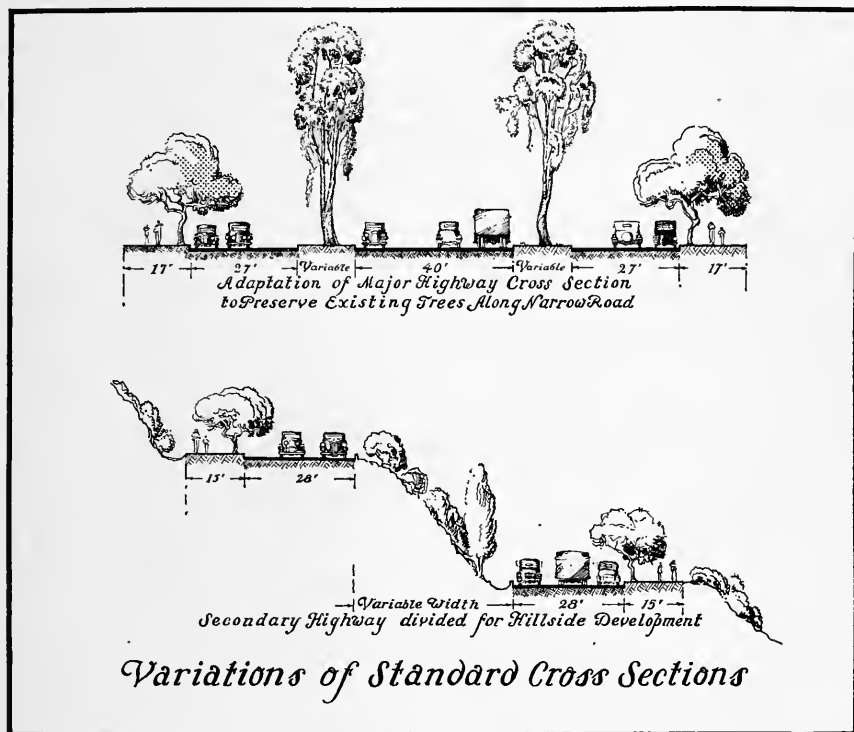 17' 27' Variable 40' Variable 27' 17'
Adaptation of Major Highway Cross Section
to Preserve Existing Trees Along Narrow Road
15' 28'
Variable Width 28' 15'
Secondary Highway divided for Hillside Development
Variations of Standard Cross Sections